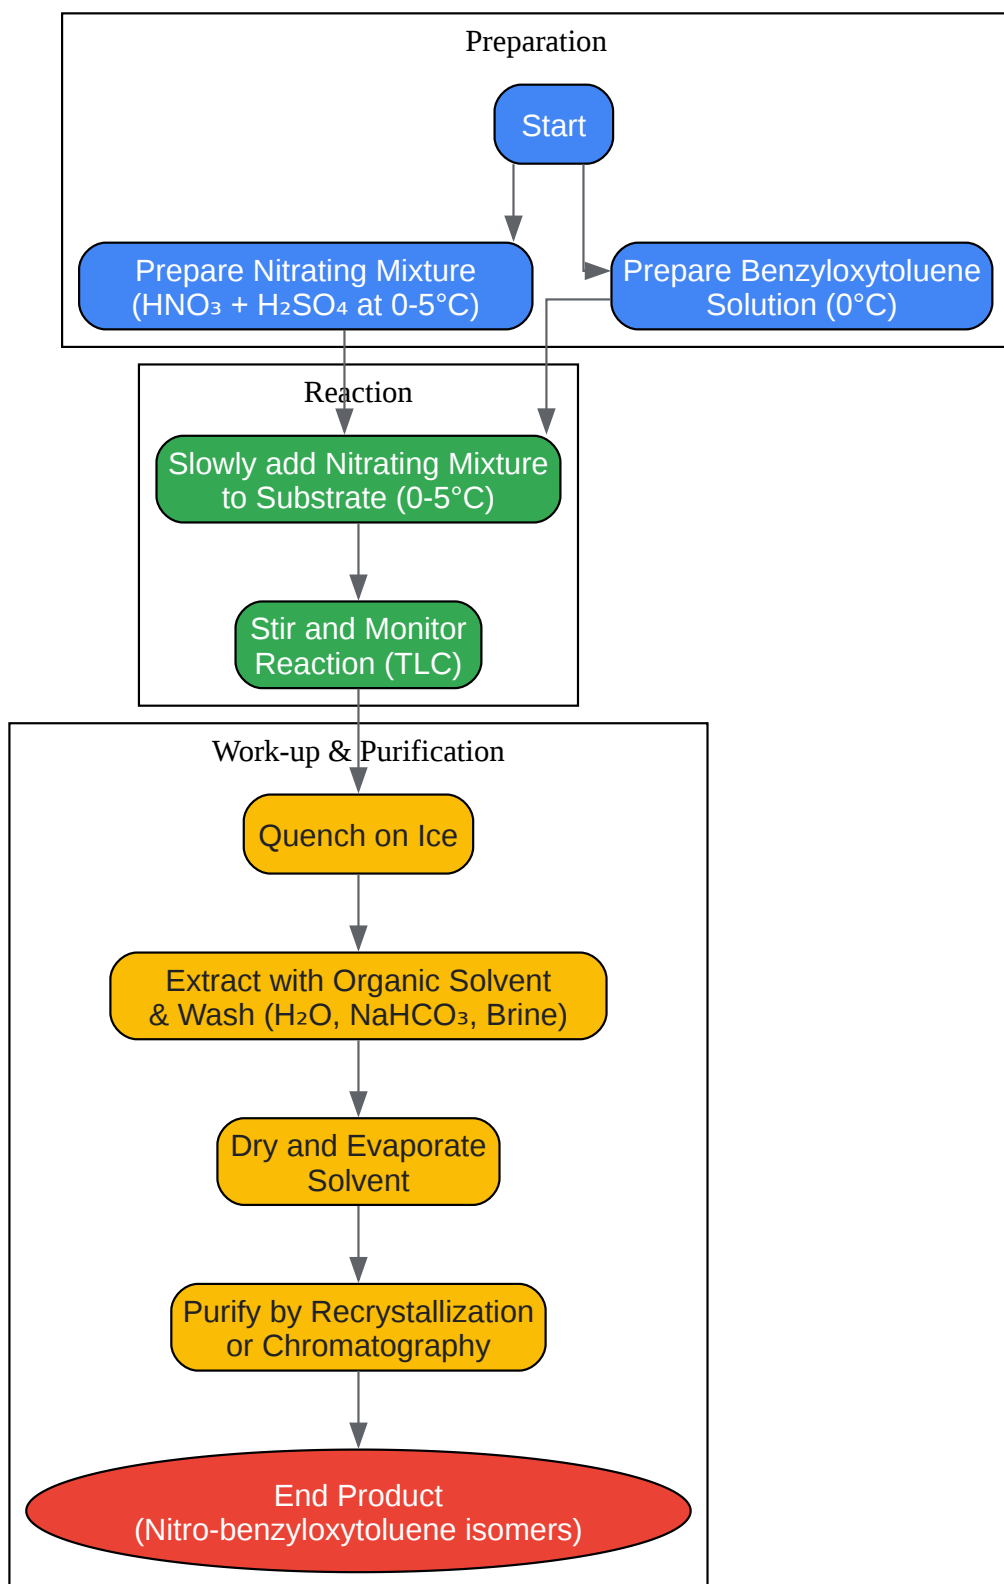 Preparation
Start
Prepare Nitrating Mixture
(HNO₃ + H₂SO₄ at 0-5°C)
Prepare Benzyloxytoluene
Solution (0°C)
Reaction
Slowly add Nitrating Mixture
to Substrate (0-5°C)
Stir and Monitor
Reaction (TLC)
Work-up & Purification
Quench on Ice
Extract with Organic Solvent
& Wash (H₂O, NaHCO₃, Brine)
Dry and Evaporate
Solvent
Purify by Recrystallization
or Chromatography
End Product
(Nitro-benzyloxytoluene isomers)